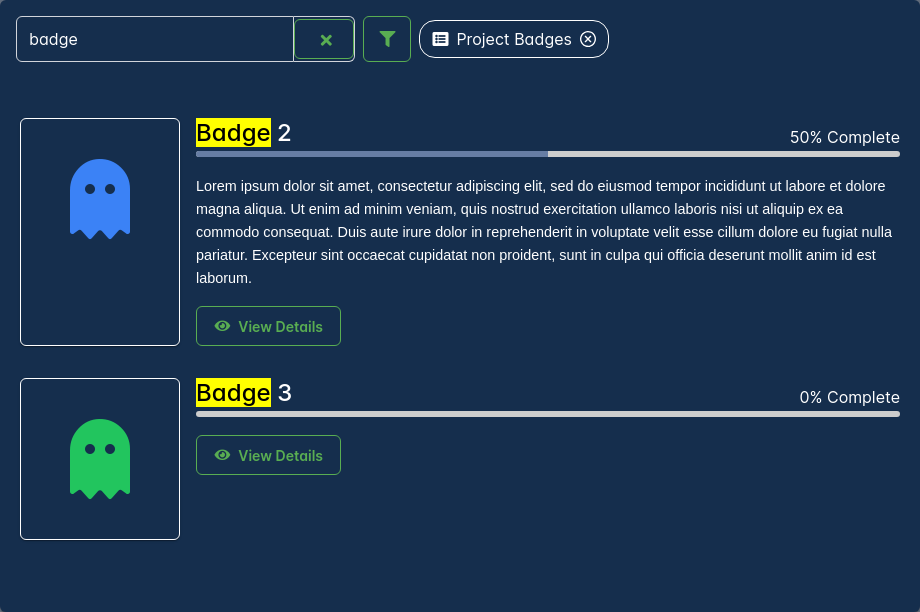 badge
Project Badges
Badge 2
50% Complete
Lorem ipsum dolor sit amet, consectetur adipiscing elit, sed do eiusmod tempor incididunt ut labore et dolore
magna aliqua. Ut enim ad minim veniam, quis nostrud exercitation ullamco laboris nisi ut aliquip ex ea
commodo consequat. Duis aute irure dolor in reprehenderit in voluptate velit esse cillum dolore eu fugiat nulla
pariatur. Excepteur sint occaecat cupidatat non proident, sunt in culpa qui officia deserunt mollit anim id est
laborum.
View Details
Badge 3
0% Complete
View Details